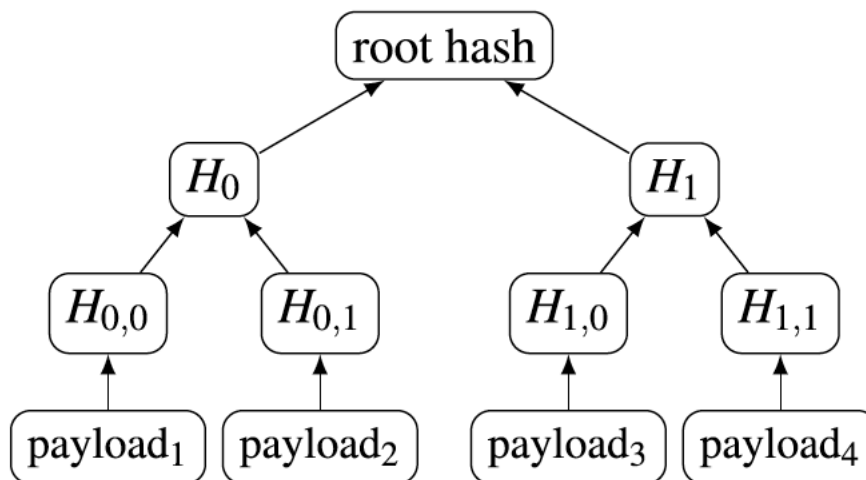 root hash
H₀ H₁
H₀,₀ H₀,₁ H₁,₀ H₁,₁
payload₁ payload₂ payload₃ payload₄